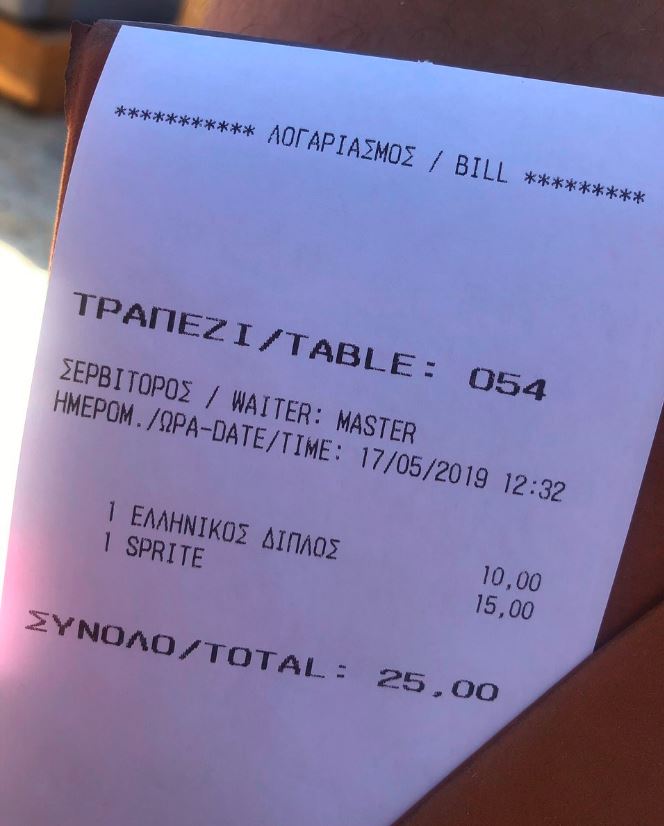 *********** ΛΟΓΑΡΙΑΣΜΟΣ / BILL *********
ΤΡΑΠΕΖΙ/TABLE: 054
ΣΕΡΒΙΤΟΡΟΣ / WAITER: MASTER
ΗΜΕΡΟΜ./ΩΡΑ-DATE/TIME: 17/05/2019 12:32
1 ΕΛΛΗΝΙΚΟΣ ΔΙΠΛΟΣ 10,00
1 SPRITE 15,00
ΣΥΝΟΛΟ/TOTAL: 25,00